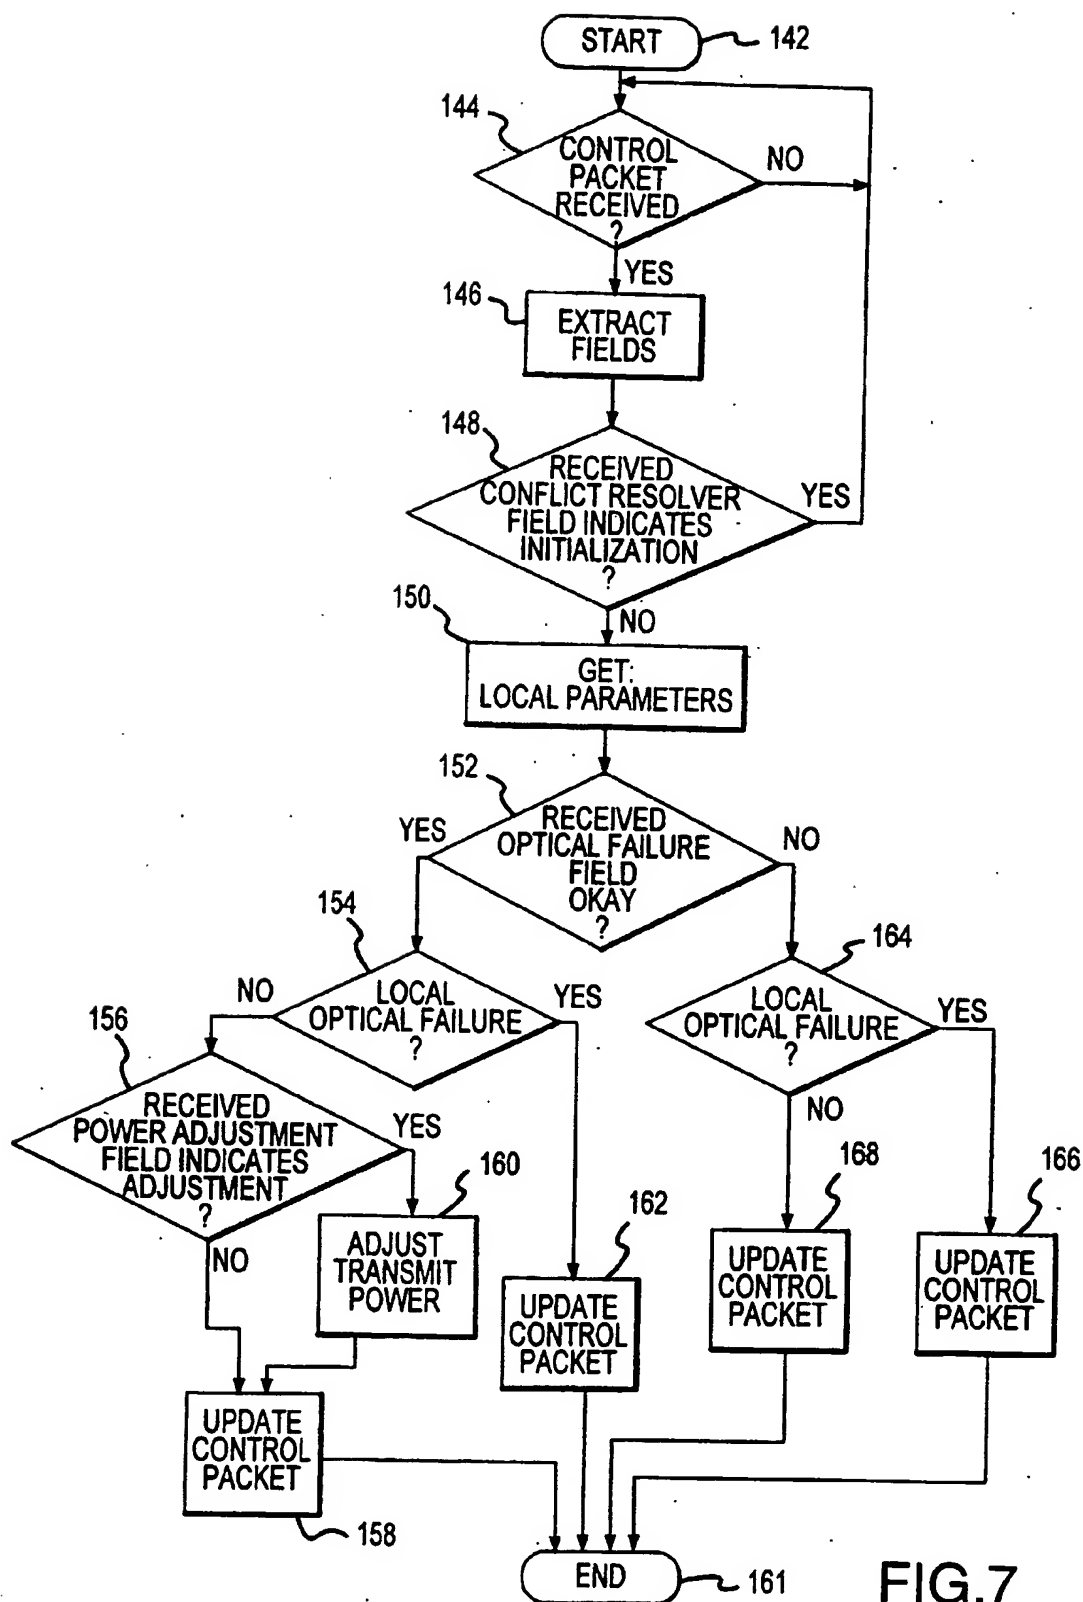 START
142
144
CONTROL
PACKET
RECEIVED
?
NO
YES
146
EXTRACT
FIELDS
148
RECEIVED
CONFLICT RESOLVER
FIELD INDICATES
INITIALIZATION
?
YES
NO
150
GET:
LOCAL PARAMETERS
152
RECEIVED
OPTICAL FAILURE
FIELD
OKAY
?
YES
NO
154
LOCAL
OPTICAL FAILURE
?
NO
YES
164
LOCAL
OPTICAL FAILURE
?
YES
NO
156
RECEIVED
POWER ADJUSTMENT
FIELD INDICATES
ADJUSTMENT
?
YES
NO
160
ADJUST
TRANSMIT
POWER
162
UPDATE
CONTROL
PACKET
168
UPDATE
CONTROL
PACKET
166
UPDATE
CONTROL
PACKET
UPDATE
CONTROL
PACKET
158
END
161
FIG.7